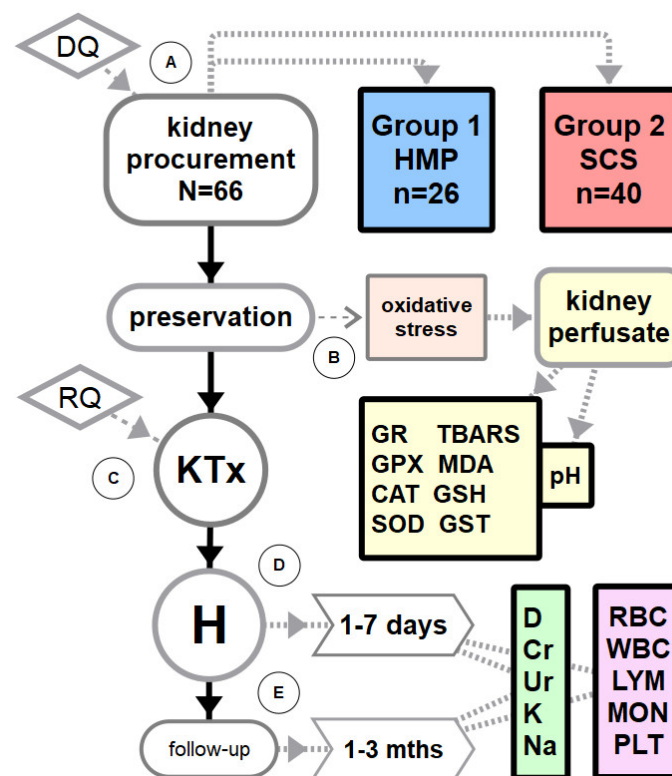 DQ
A
kidney
procurement
N=66
Group 1
HMP
n=26
Group 2
SCS
n=40
preservation
B
oxidative
stress
kidney
perfusate
RQ
C
KTx
GR TBARS
GPX MDA
CAT GSH
SOD GST
pH
D
H
1-7 days
E
follow-up
1-3 mths
D
Cr
Ur
K
Na
RBC
WBC
LYM
MON
PLT